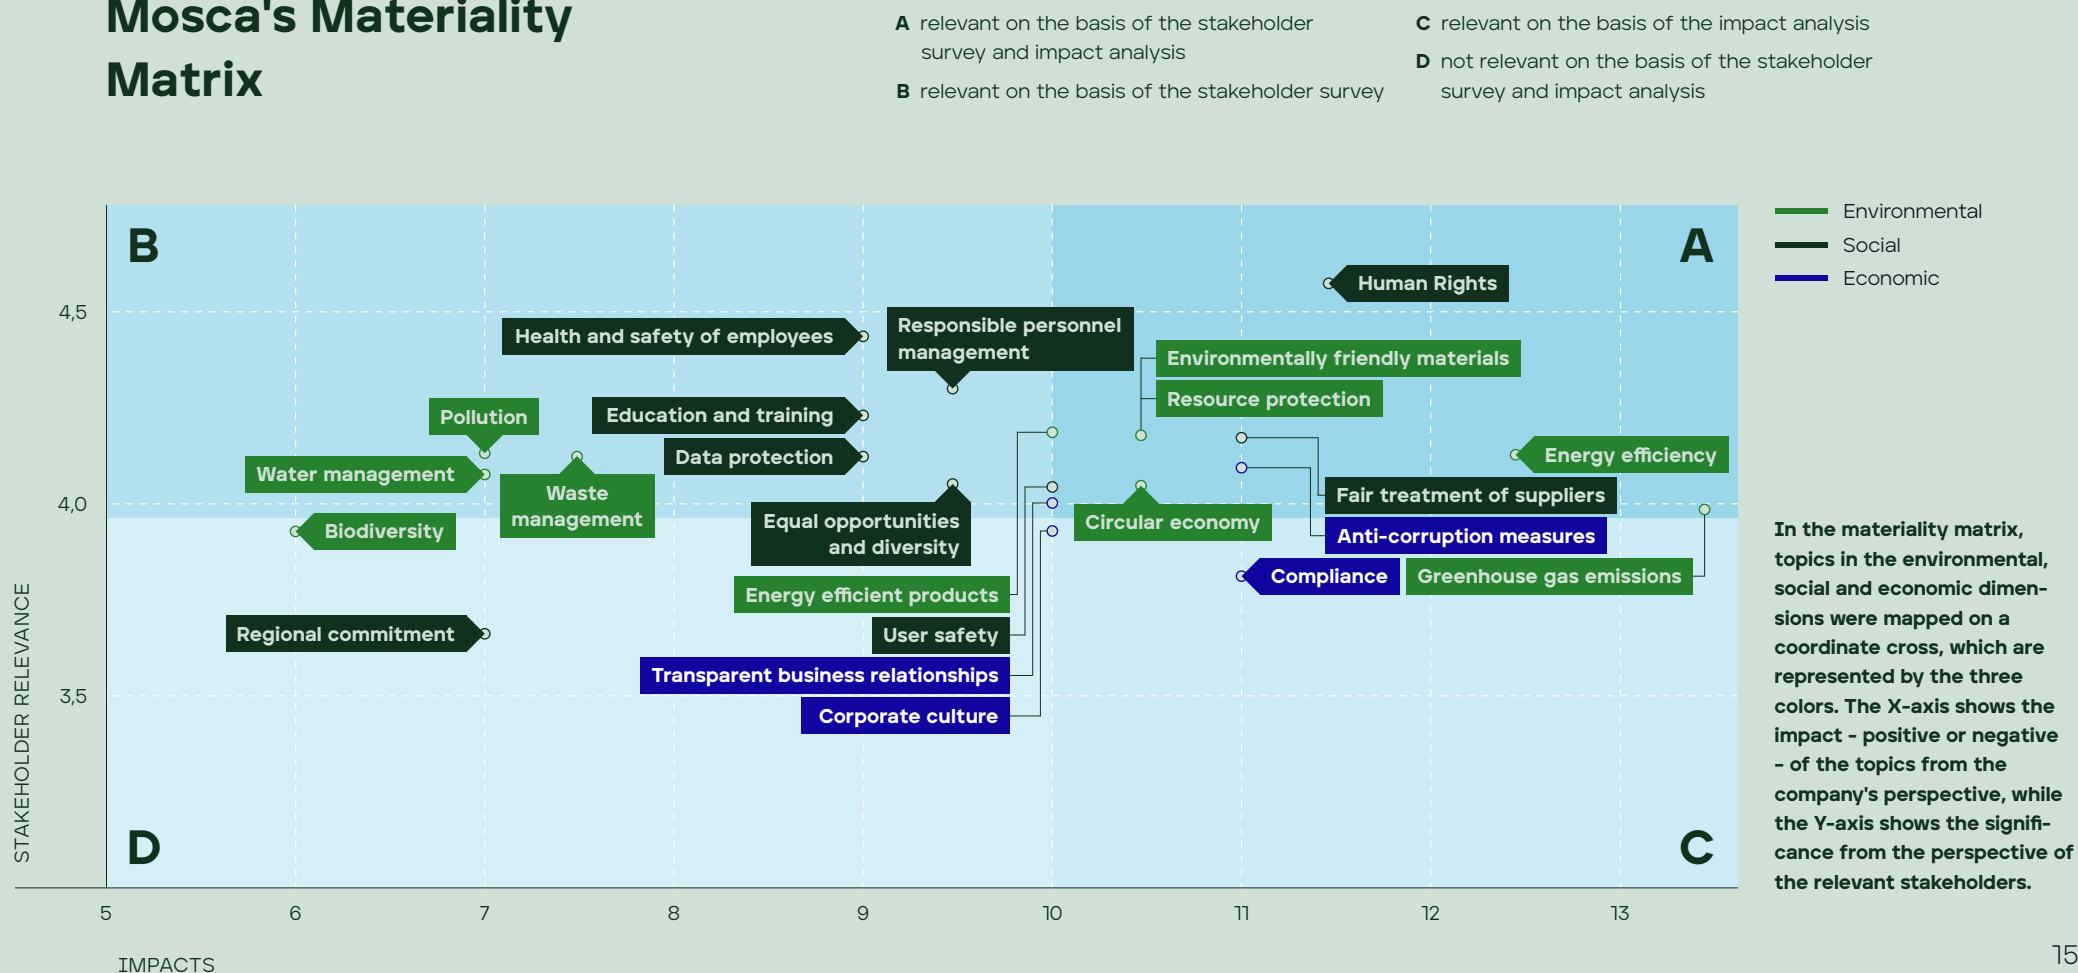 Mosca's Materiality
Matrix
A relevant on the basis of the stakeholder
survey and impact analysis
B relevant on the basis of the stakeholder survey
C relevant on the basis of the impact analysis
D not relevant on the basis of the stakeholder
survey and impact analysis
B
A
Environmental
Social
Economic
Human Rights
4,5
Health and safety of employees
Responsible personnel
management
Environmentally friendly materials
Resource protection
Pollution
Education and training
Data protection
Energy efficiency
Water management
Waste
management
Fair treatment of suppliers
4,0
Biodiversity
Equal opportunities
and diversity
Circular economy
Anti-corruption measures
Compliance
Greenhouse gas emissions
Energy efficient products
Regional commitment
User safety
Transparent business relationships
3,5
Corporate culture
STAKEHOLDER RELEVANCE
D
C
In the materiality matrix,
topics in the environmental,
social and economic dimen-
sions were mapped on a
coordinate cross, which are
represented by the three
colors. The X-axis shows the
impact - positive or negative
- of the topics from the
company's perspective, while
the Y-axis shows the signifi-
cance from the perspective of
the relevant stakeholders.
5 6 7 8 9 10 11 12 13
IMPACTS
15